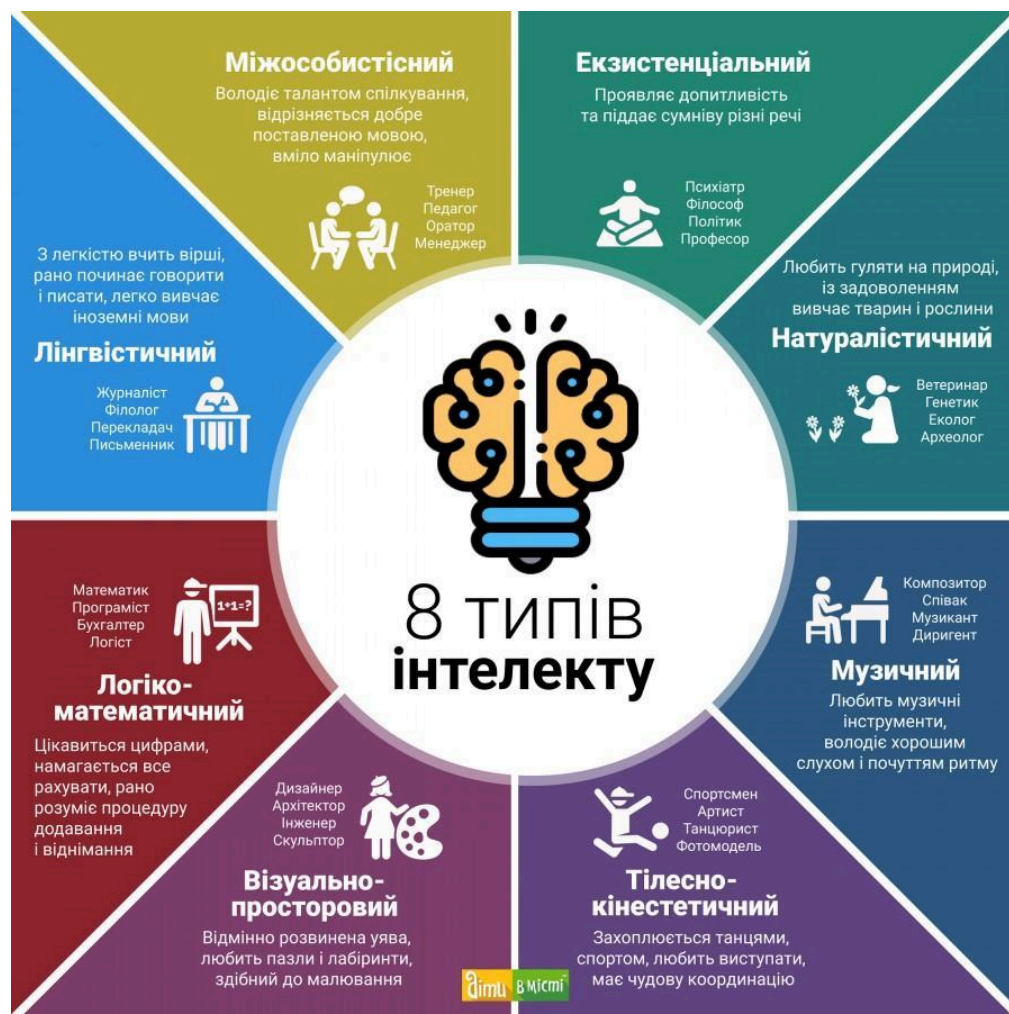 Міжособистісний
Володіє талантом спілкування,
відрізняється добре
поставленою мовою,
вміло маніпулює
Тренер
Педагог
Оратор
Менеджер
Екзистенціальний
Проявляє допитливість
та піддає сумніву різні речі
Психіатр
Філософ
Політик
Професор
З легкістю вчить вірші,
рано починає говорити
і писати, легко вивчає
іноземні мови
Лінгвістичний
Журналіст
Філолог
Перекладач
Письменник
Любить гуляти на природі,
із задоволенням
вивчає тварин і рослини
Натуралістичний
Ветеринар
Генетик
Еколог
Археолог
8 типів
інтелекту
Математик
Програміст
Бухгалтер
Логіст
1+1=?
Логіко-
математичний
Цікавиться цифрами,
намагається все
рахувати, рано
розуміє процедуру
додавання
і віднімання
Композитор
Співак
Музикант
Диригент
Музичний
Любить музичні
інструменти,
володіє хорошим
слухом і почуттям ритму
Дизайнер
Архітектор
Інженер
Скульптор
Візуально-
просторовий
Відмінно розвинена уява,
любить пазли і лабіринти,
здібний до малювання
Спортсмен
Артист
Танцюрист
Фотомодель
Тілесно-
кінестетичний
Захоплюється танцями,
спортом, любить виступати,
має чудову координацію
діти в місті